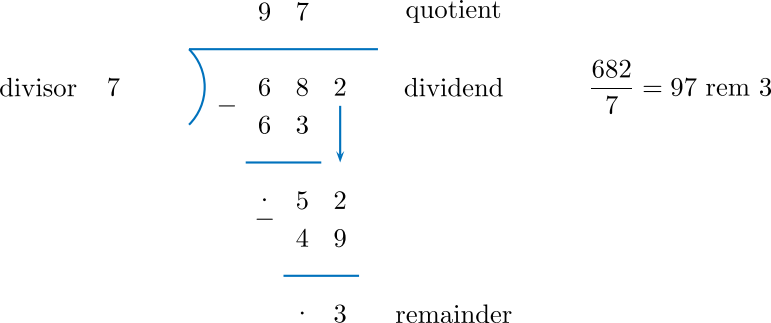 9 7 quotient
divisor 7 − 6 8 2 dividend 682/7 = 97 rem 3
6 3
· 5 2
−
4 9
· 3 remainder